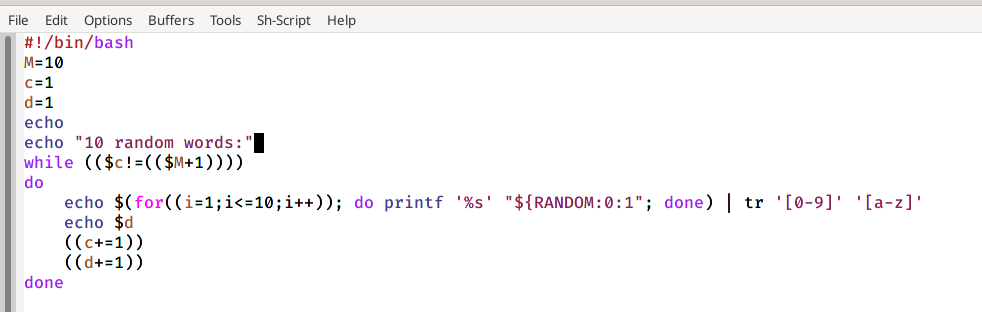 File Edit Options Buffers Tools Sh-Script Help
#!/bin/bash
M=10
c=1
d=1
echo
echo "10 random words:"
while (($c!=(($M+1))))
do
    echo $(for((i=1;i<=10;i++)); do printf '%s' "${RANDOM:0:1"; done) | tr '[0-9]' '[a-z]'
    echo $d
    ((c+=1))
    ((d+=1))
done